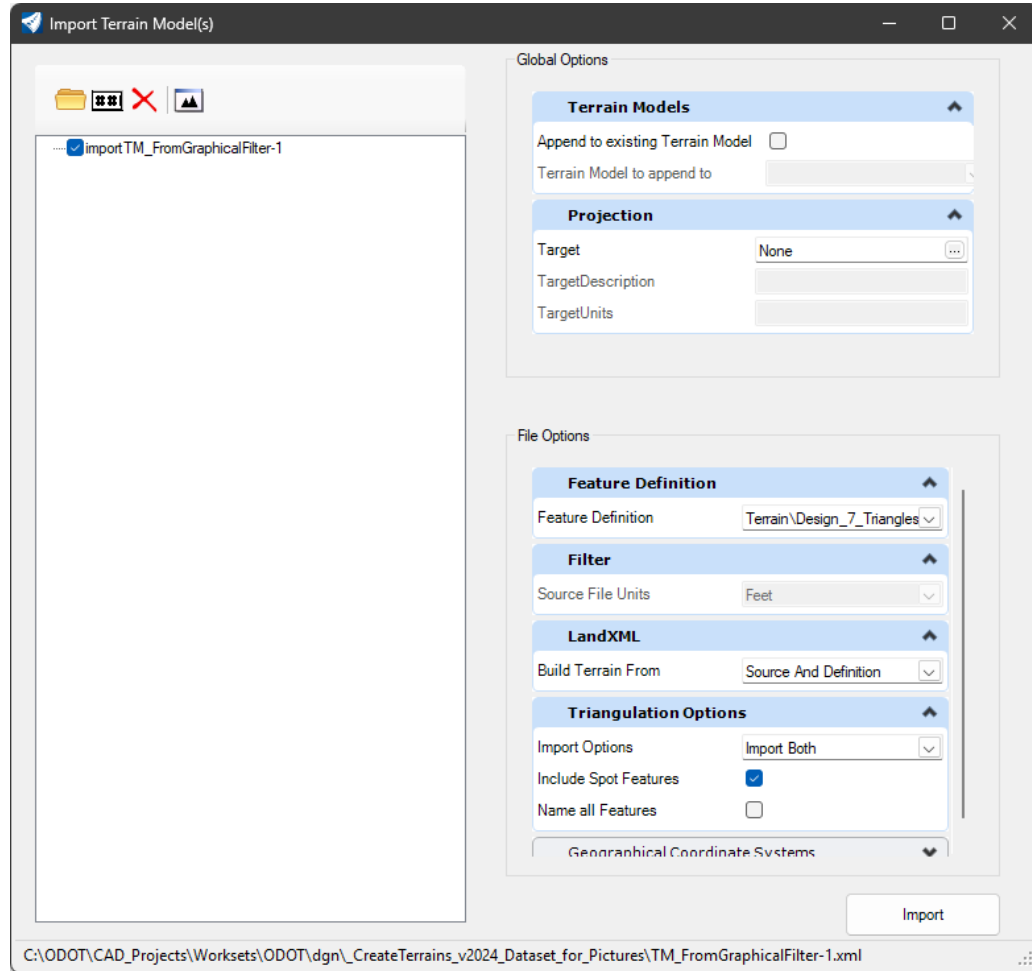 Import Terrain Model(s)
##
importTM_FromGraphicalFilter-1
Global Options
Terrain Models
Append to existing Terrain Model
Terrain Model to append to
Projection
Target None ...
TargetDescription
TargetUnits
File Options
Feature Definition
Feature Definition Terrain\Design_7_Triangles
Filter
Source File Units Feet
LandXML
Build Terrain From Source And Definition
Triangulation Options
Import Options Import Both
Include Spot Features
Name all Features
Geographical Coordinate Systems
Import
C:\ODOT\CAD_Projects\Worksets\ODOT\dgn\_CreateTerrains_v2024_Dataset_for_Pictures\TM_FromGraphicalFilter-1.xml